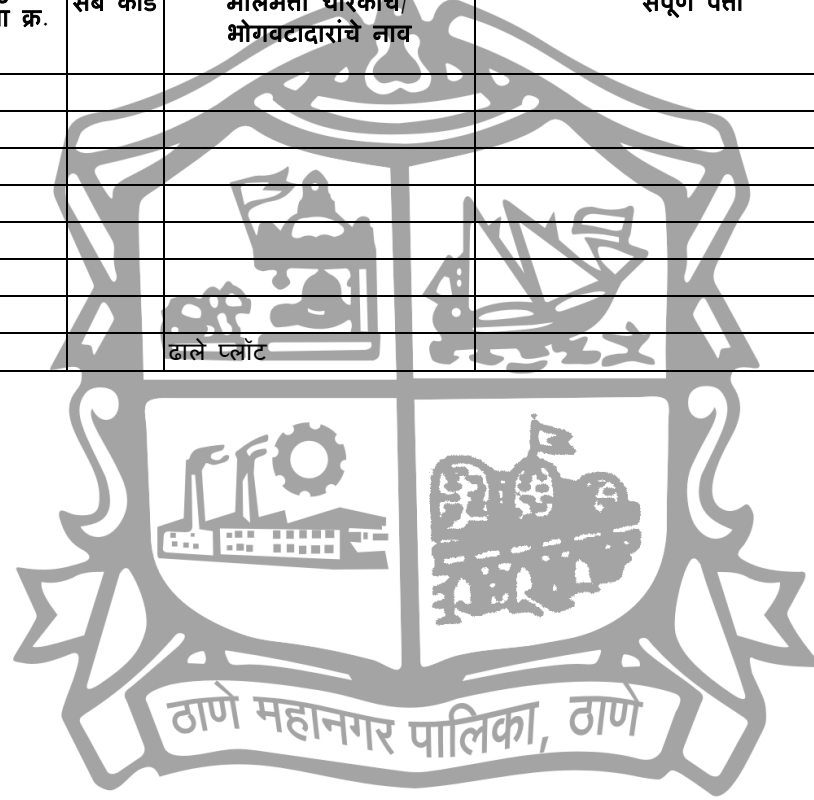 सब कोड
मालमत्ता धारकाचे/
संपूर्ण पत्ता
क्र.
भोगवटादारांचे नाव
ढाले प्लॉट
ठाणे महानगर पालिका, ठाणे